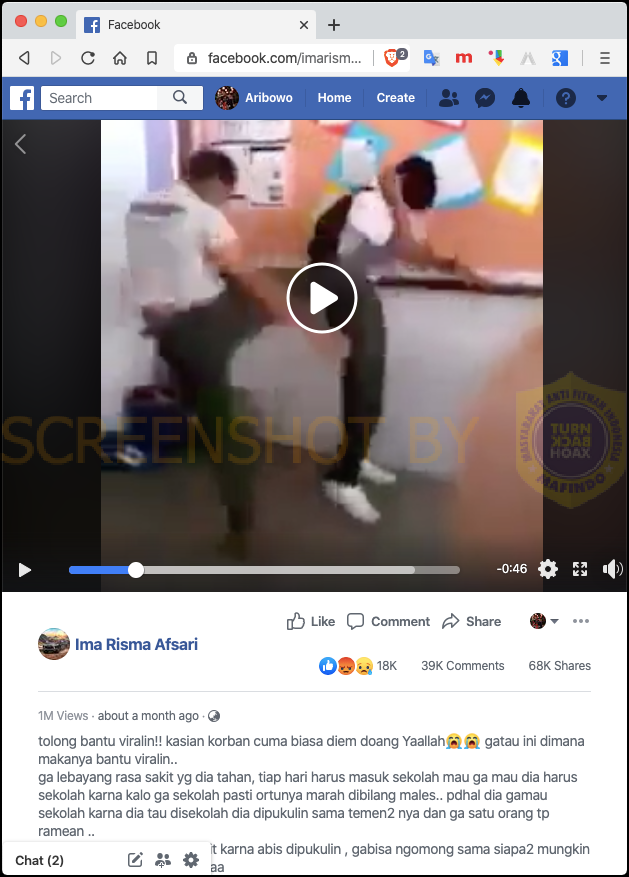 Facebook
facebook.com/imarism...
2
Search
Aribowo
Home
Create
SCREENSHOT BY
MASYARAKAT ANTI FITNAH INDONESIA
TURN
BACK
HOAX
MAFINDO
-0:46
Like
Comment
Share
Ima Risma Afsari
18K
39K Comments
68K Shares
1M Views · about a month ago ·
tolong bantu viralin!! kasian korban cuma biasa diem doang Yaallah😭😭 gatau ini dimana
makanya bantu viralin..
ga lebayang rasa sakit yg dia tahan, tiap hari harus masuk sekolah mau ga mau dia harus
sekolah karna kalo ga sekolah pasti ortunya marah dibilang males.. pdhal dia gamau
sekolah karna dia tau disekolah dia dipukulin sama temen2 nya dan ga satu orang tp
ramean ..
t karna abis dipukulin , gabisa ngomong sama siapa2 mungkin
aa
Chat (2)